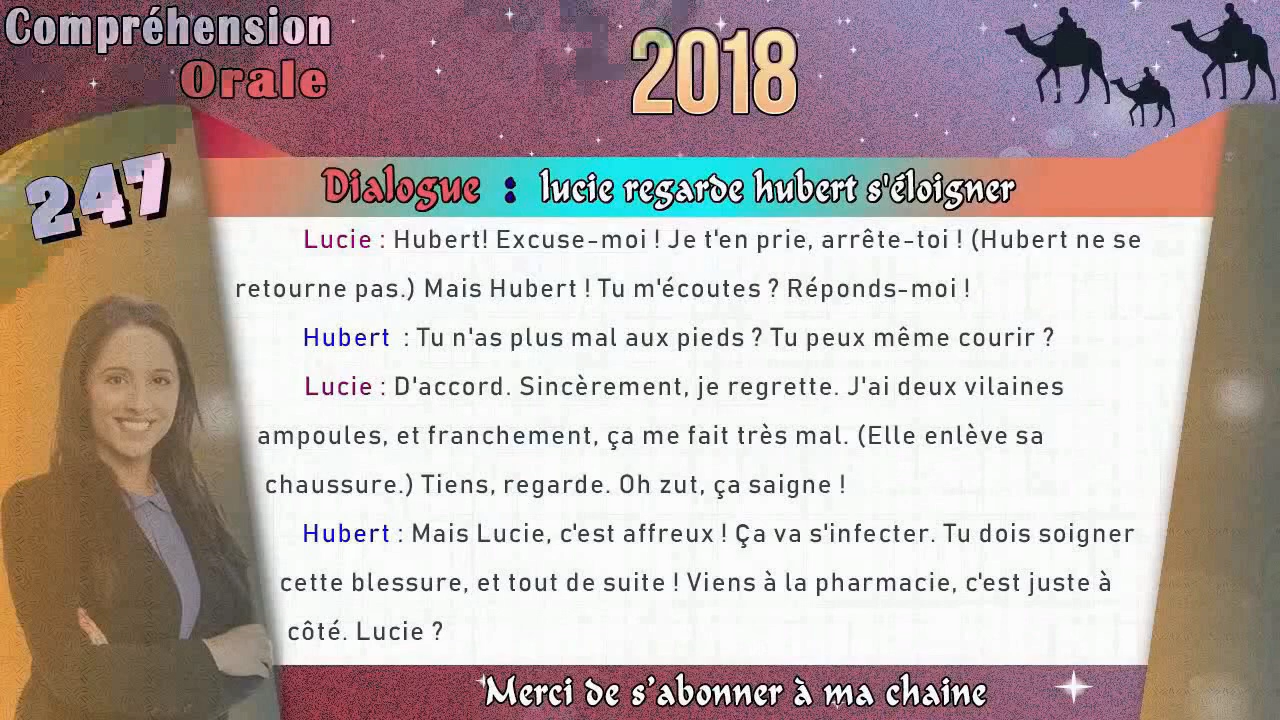 Compréhension
Orale
2018
247
Dialogue : lucie regarde hubert s'éloigner
Lucie : Hubert! Excuse-moi ! Je t'en prie, arrête-toi ! (Hubert ne se
retourne pas.) Mais Hubert ! Tu m'écoutes ? Réponds-moi !
Hubert : Tu n'as plus mal aux pieds ? Tu peux même courir ?
Lucie : D'accord. Sincèrement, je regrette. J'ai deux vilaines
ampoules, et franchement, ça me fait très mal. (Elle enlève sa
chaussure.) Tiens, regarde. Oh zut, ça saigne !
Hubert : Mais Lucie, c'est affreux ! Ça va s'infecter. Tu dois soigner
cette blessure, et tout de suite ! Viens à la pharmacie, c'est juste à
côté. Lucie ?
Merci de s'abonner à ma chaine